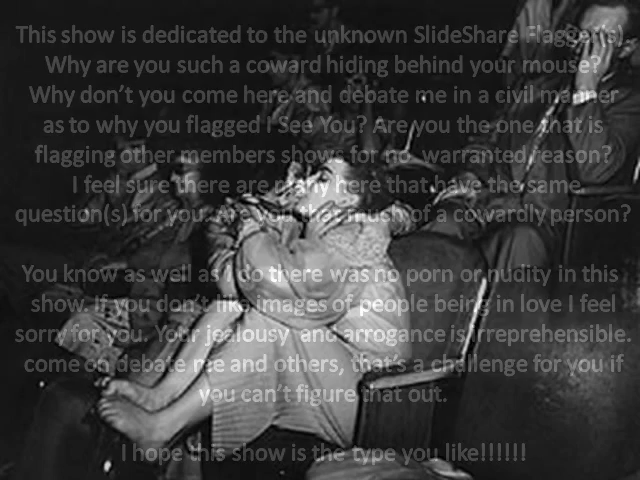 This show is dedicated to the unknown SlideShare Flagger(s).
Why are you such a coward hiding behind your mouse?
Why don't you come here and debate me in a civil manner
as to why you flagged I See You? Are you the one that is
flagging other members shows for no warranted reason?
I feel sure there are many here that have the same
question(s) for you. Are you that much of a cowardly person?
You know as well as I do there was no porn or nudity in this
show. If you don't like images of people being in love I feel
sorry for you. Your jealousy and arrogance is irreprehensible.
come on debate me and others, that's a challenge for you if
you can't figure that out.
I hope this show is the type you like!!!!!!